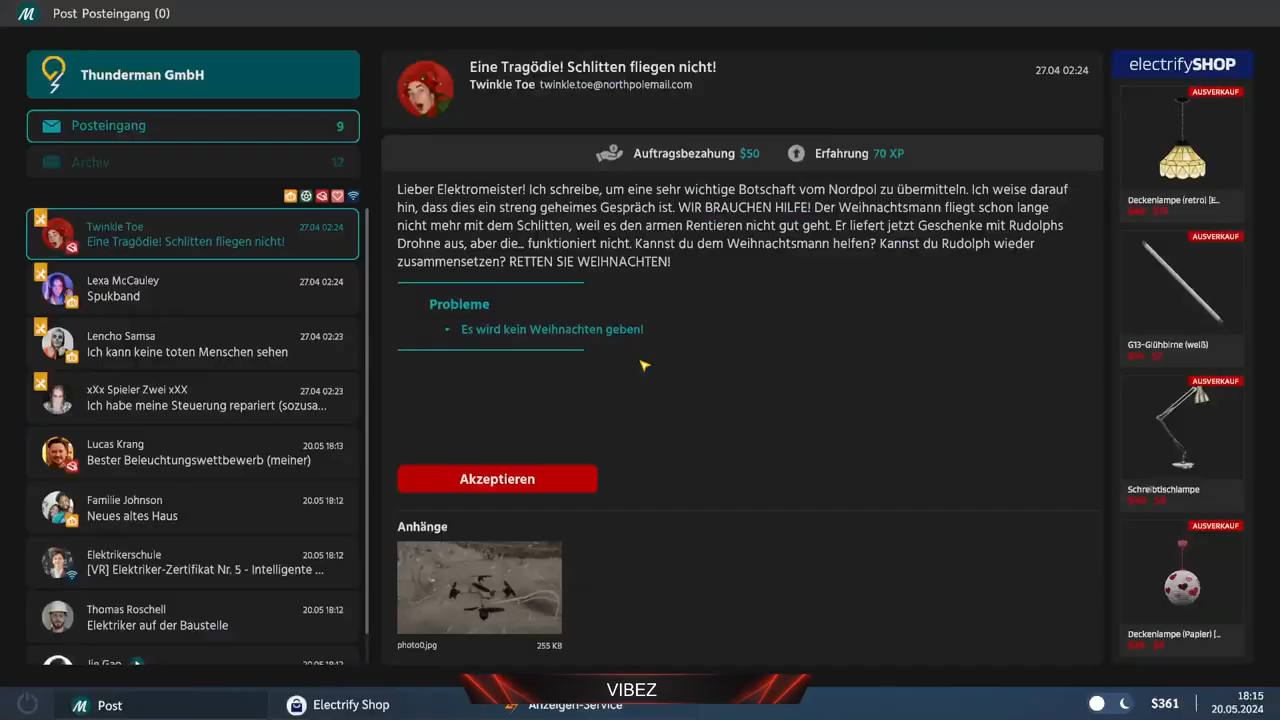 Post Posteingang (0)
Thunderman GmbH
Posteingang 9
Archiv 12
Twinkle Toe 27.04 02:24
Eine Tragödie! Schlitten fliegen nicht!
Lexa McCauley 27.04 02:24
Spukband
Lencho Samsa 27.04 02:23
Ich kann keine toten Menschen sehen
xXx Spieler Zwei xXX 27.04 02:23
Ich habe meine Steuerung repariert (sozusa...
Lucas Krang 20.05 18:13
Bester Beleuchtungswettbewerb (meiner)
Familie Johnson 20.05 18:12
Neues altes Haus
Elektrikerschule 20.05 18:12
[VR] Elektriker-Zertifikat Nr. 5 - Intelligente ...
Thomas Roschell 20.05 18:12
Elektriker auf der Baustelle
Jie Gao 20.05 18:12
Eine Tragödie! Schlitten fliegen nicht!
Twinkle Toe twinkle.toe@northpolemail.com
27.04 02:24
Auftragsbezahlung $50 Erfahrung 70 XP
Lieber Elektromeister! Ich schreibe, um eine sehr wichtige Botschaft vom Nordpol zu übermitteln. Ich weise darauf
hin, dass dies ein streng geheimes Gespräch ist. WIR BRAUCHEN HILFE! Der Weihnachtsmann fliegt schon lange
nicht mehr mit dem Schlitten, weil es den armen Rentieren nicht gut geht. Er liefert jetzt Geschenke mit Rudolphs
Drohne aus, aber die... funktioniert nicht. Kannst du dem Weihnachtsmann helfen? Kannst du Rudolph wieder
zusammensetzen? RETTEN SIE WEIHNACHTEN!
Probleme
• Es wird kein Weihnachten geben!
Akzeptieren
Anhänge
photo0.jpg 255 KB
electrifySHOP
AUSVERKAUF
Deckenlampe (retro) [E...
AUSVERKAUF
G13-Glühbirne (weiß)
AUSVERKAUF
Schreibtischlampe
AUSVERKAUF
Deckenlampe (Papier) [...
VIBEZ
Post
Electrify Shop
Anzeigen-Service
$361
18:15
20.05.2024